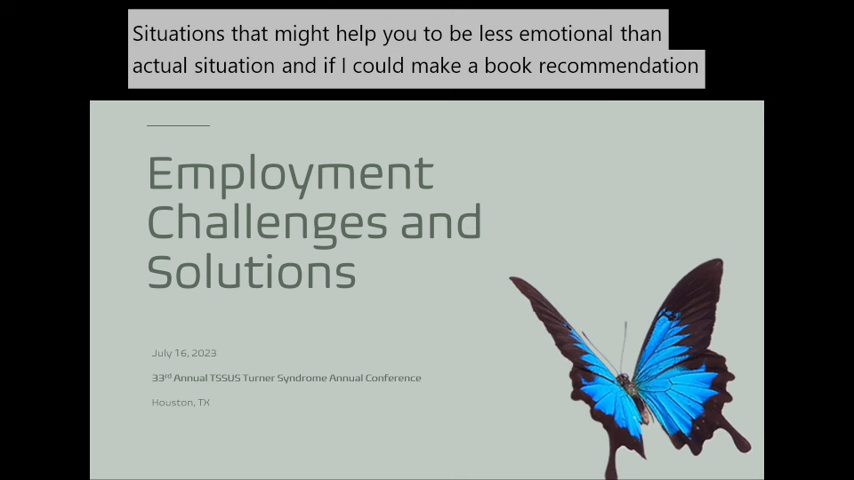 Situations that might help you to be less emotional than
actual situation and if I could make a book recommendation
Employment
Challenges and
Solutions
July 16, 2023
33rd Annual TSSUS Turner Syndrome Annual Conference
Houston, TX